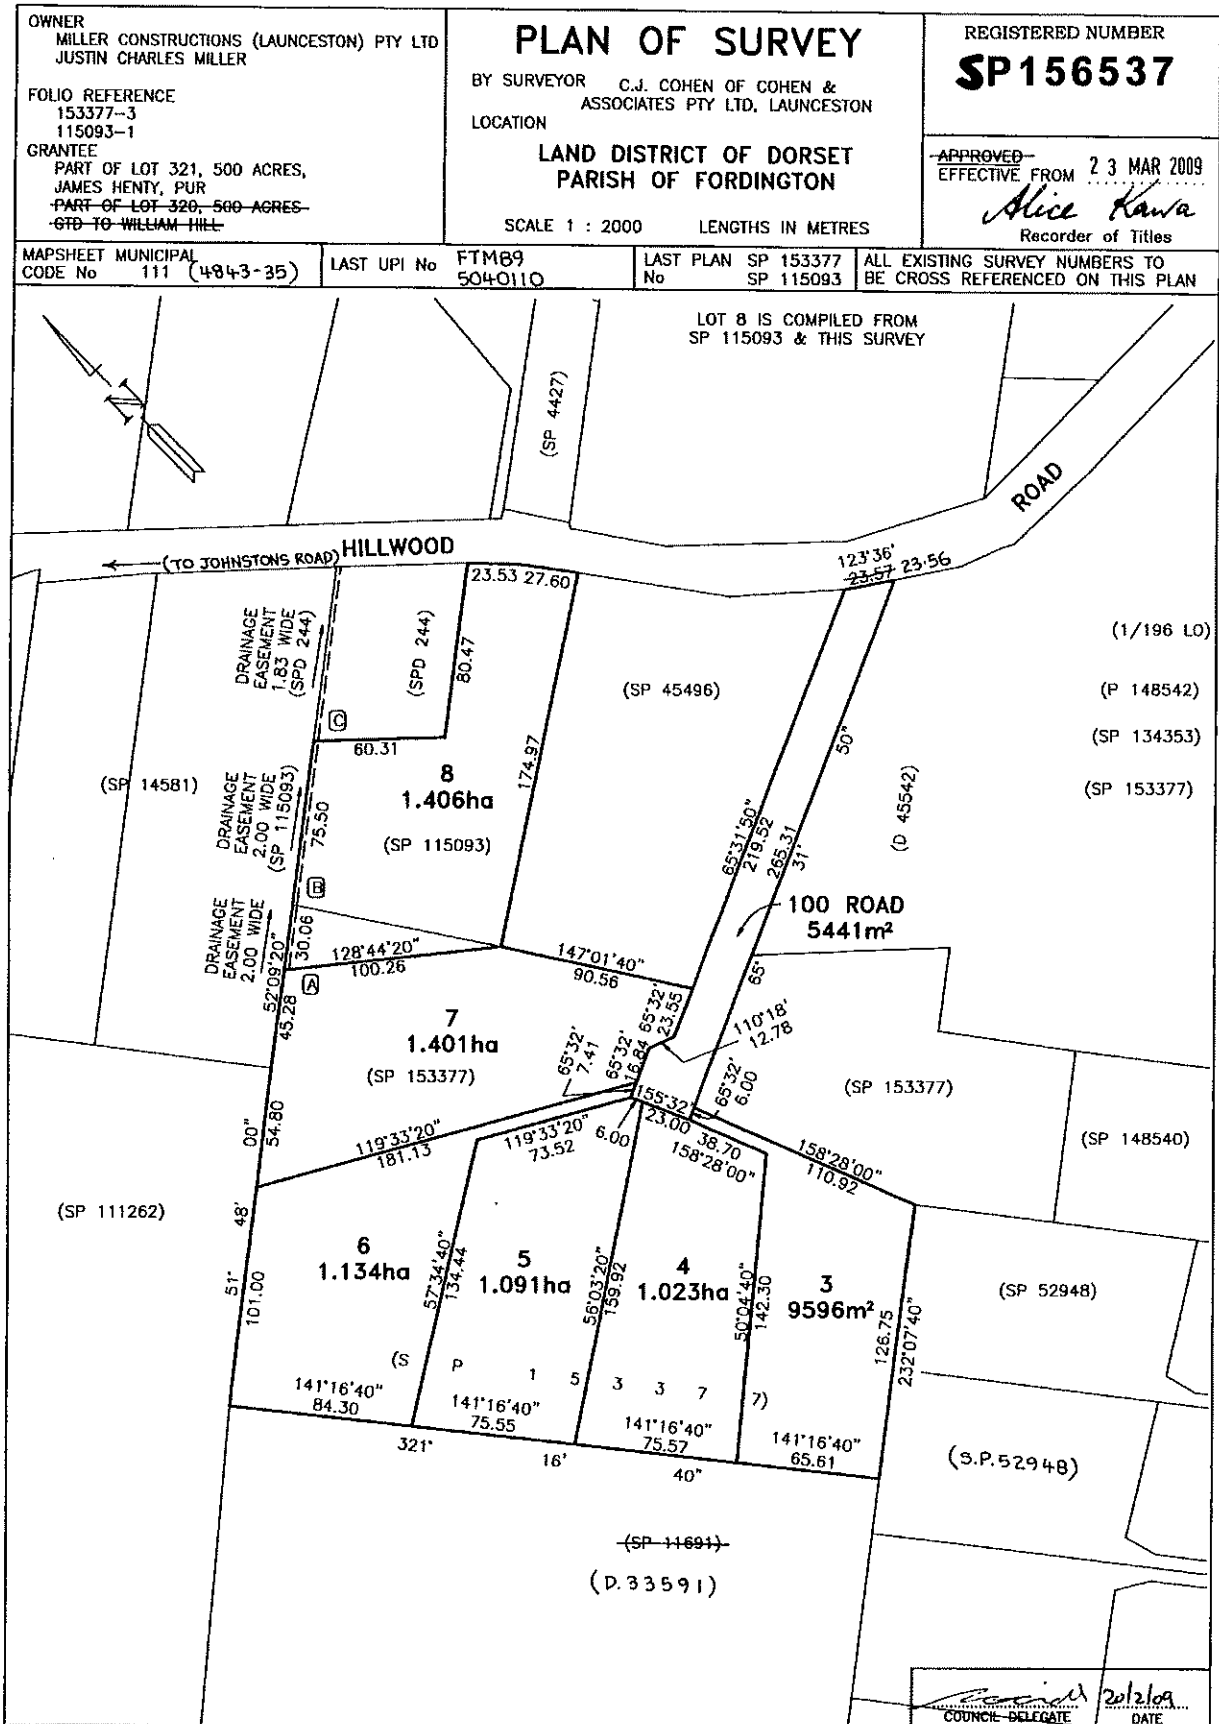 OWNER
MILLER CONSTRUCTIONS (LAUNCESTON) PTY LTD
JUSTIN CHARLES MILLER
FOLIO REFERENCE
153377-3
115093-1
GRANTEE
PART OF LOT 321, 500 ACRES,
JAMES HENTY, PUR
PART OF LOT 320, 500 ACRES
GTD TO WILLIAM HILL
PLAN OF SURVEY
BY SURVEYOR C.J. COHEN OF COHEN &
ASSOCIATES PTY LTD, LAUNCESTON
LOCATION
LAND DISTRICT OF DORSET
PARISH OF FORDINGTON
SCALE 1 : 2000 LENGTHS IN METRES
REGISTERED NUMBER
SP156537
APPROVED
EFFECTIVE FROM 23 MAR 2009
Alice Kawa
Recorder of Titles
MAPSHEET MUNICIPAL
CODE No 111 (4843-35)
LAST UPI No FTM89
5040110
LAST PLAN SP 153377
No SP 115093
ALL EXISTING SURVEY NUMBERS TO
BE CROSS REFERENCED ON THIS PLAN
LOT 8 IS COMPILED FROM
SP 115093 & THIS SURVEY
N
(SP 4427)
ROAD
(TO JOHNSTONS ROAD) HILLWOOD
123°36'
23.57 23.56
23.53 27.60
DRAINAGE
EASEMENT
1.83 WIDE
(SPD 244)
(SPD 244)
80.47
(1/196 LO)
(SP 45496)
(P 148542)
(SP 134353)
(SP 153377)
C
60.31
174.97
50"
(SP 14581)
8
1.406ha
(SP 115093)
DRAINAGE
EASEMENT
2.00 WIDE
(SP 115093)
75.50
(D 45542)
65°31'50"
219.52
265.31
31'
B
100 ROAD
5441m²
DRAINAGE
EASEMENT
2.00 WIDE
52°09'20"
30.06
128°44'20"
100.26
147°01'40"
90.56
65°
A
45.28
7
1.401ha
(SP 153377)
65°32'
7.41
65°32'
16.84
65°32'
23.55
110°18'
12.78
65°32'
6.00
(SP 153377)
155°32'
23.00
6.00
38.70
158°28'00"
158°28'00"
110.92
(SP 148540)
00"
54.80
119°33'20"
181.13
119°33'20"
73.52
(SP 111262)
48'
51°
101.00
6
1.134ha
57°34'40"
134.44
5
1.091ha
56°03'20"
159.92
4
1.023ha
50°04'40"
142.30
3
9596m²
126.75
232°07'40"
(SP 52948)
(S P 1 5 3 3 7 7)
141°16'40"
84.30
141°16'40"
75.55
141°16'40"
75.57
141°16'40"
65.61
321°
16'
40"
(S.P.52948)
(SP 11691)
(D.33591)
20/2/09
COUNCIL DELEGATE DATE